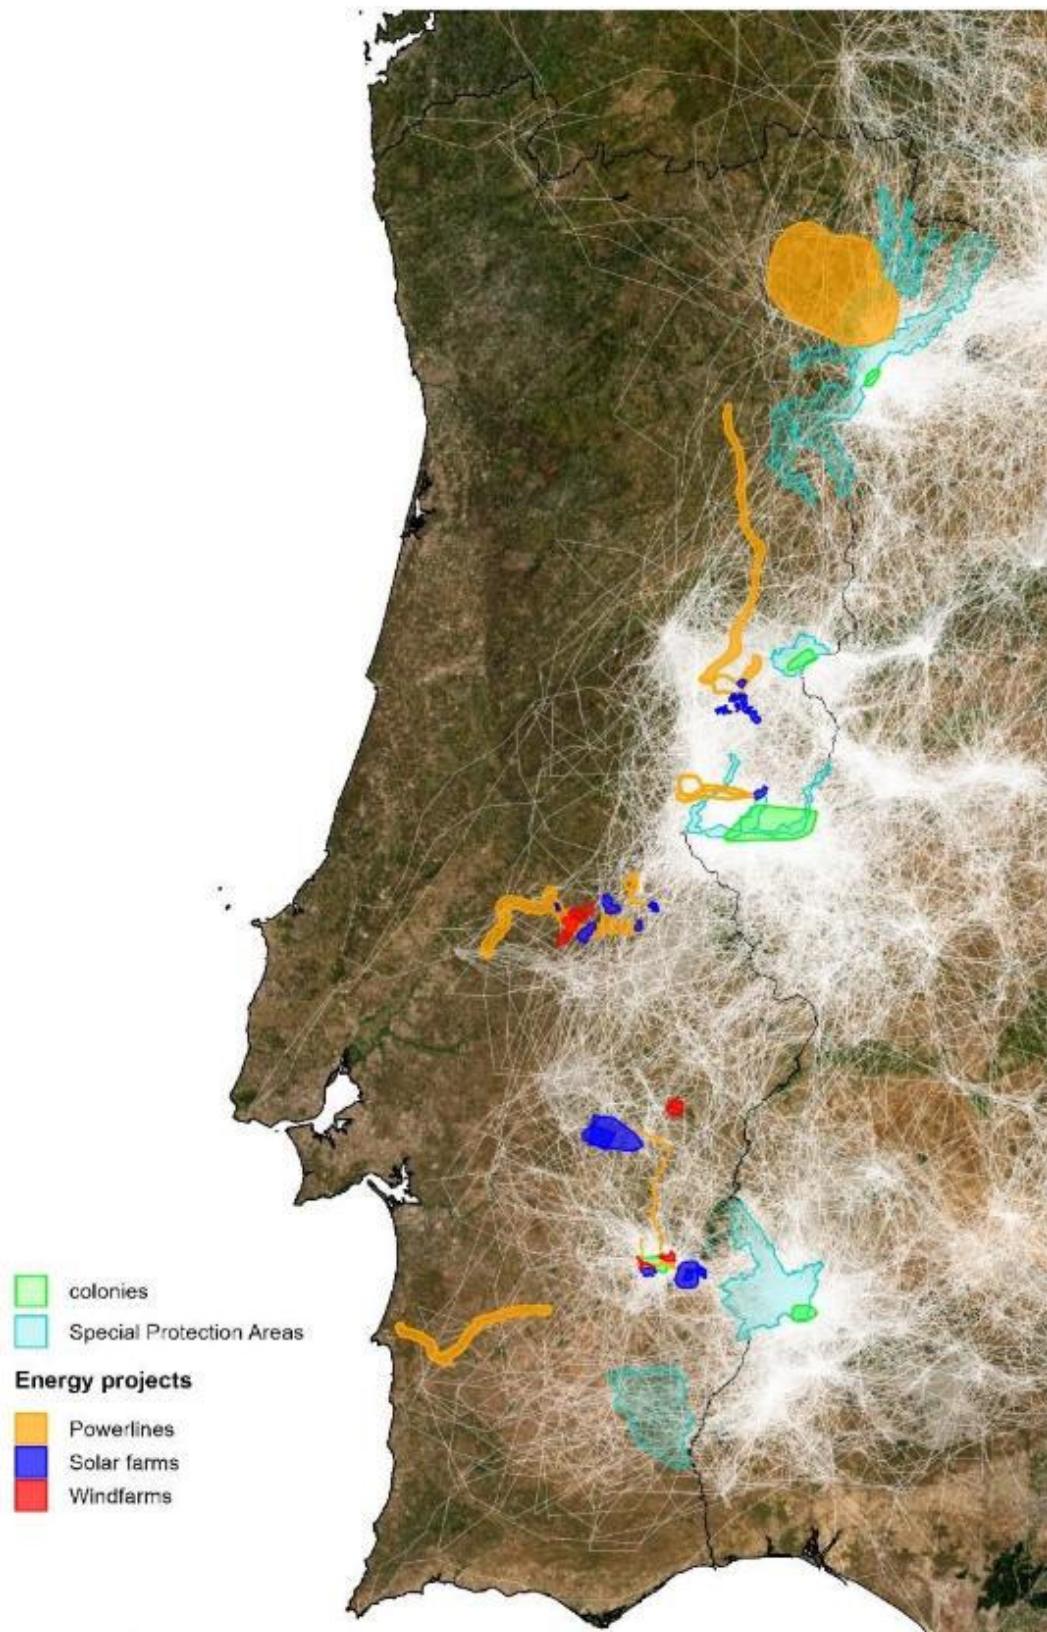 colonies
Special Protection Areas
Energy projects
Powerlines
Solar farms
Windfarms